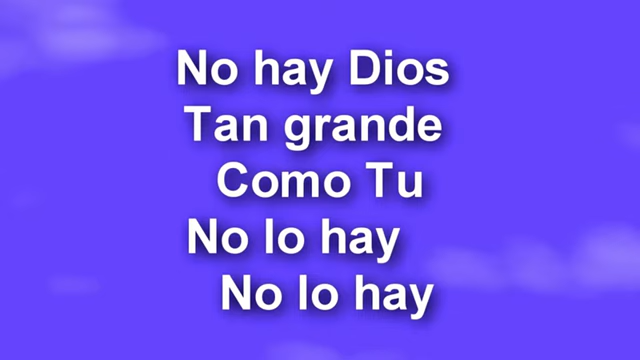 No hay Dios
Tan grande
Como Tu
No lo hay
No lo hay